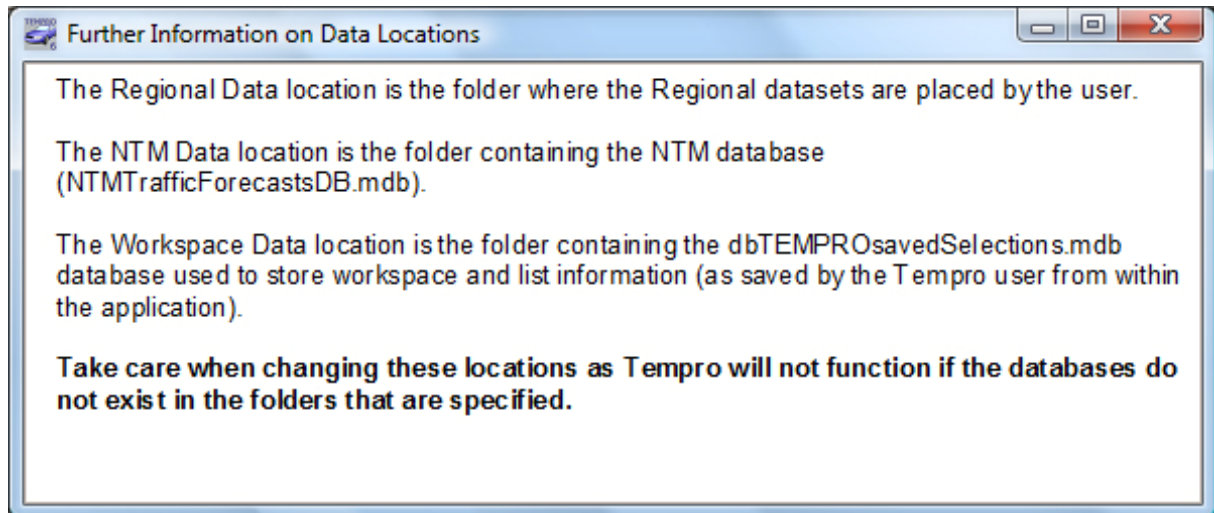 TEMPRO
6
Further Information on Data Locations
The Regional Data location is the folder where the Regional datasets are placed by the user.
The NTM Data location is the folder containing the NTM database
(NTMTrafficForecastsDB.mdb).
The Workspace Data location is the folder containing the dbTEMPROsavedSelections.mdb
database used to store workspace and list information (as saved by the Tempro user from within
the application).
Take care when changing these locations as Tempro will not function if the databases do
not exist in the folders that are specified.